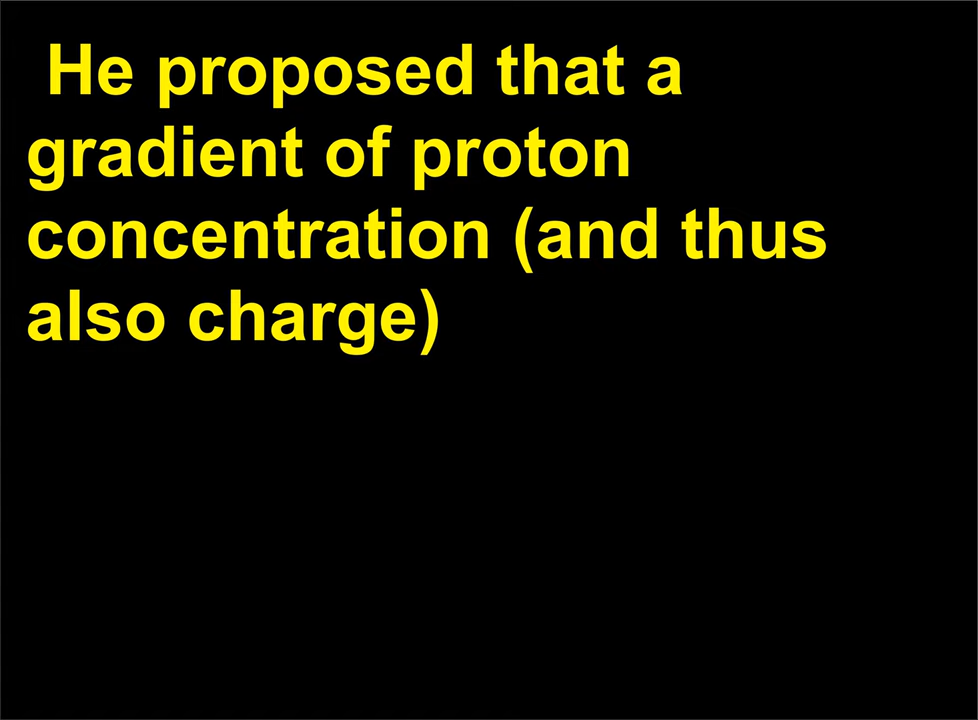 He proposed that a
gradient of proton
concentration (and thus
also charge)